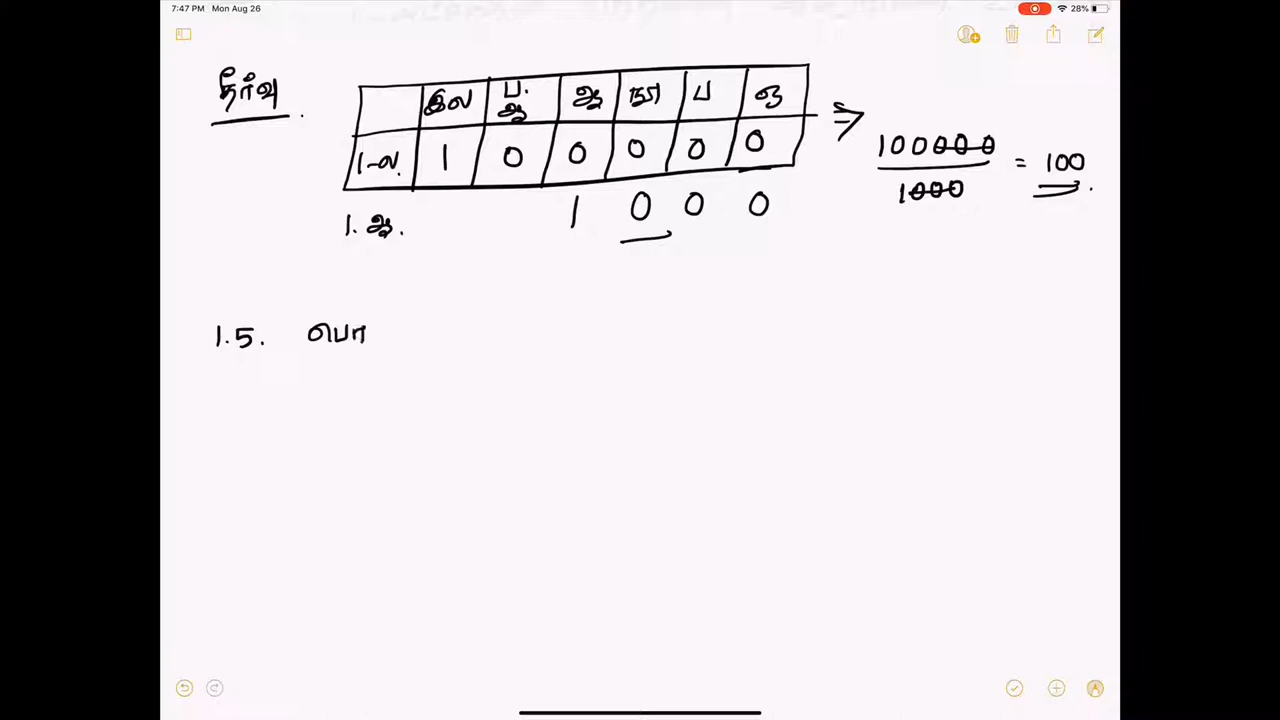 7:47 PM Mon Aug 26
28%
தீர்வு .
இல ப.ஆ ஆ நூ ப ஒ
1-ல. 1 0 0 0 0 0 ⇒ 100000 / 1000 = 100 .
1.ஆ. 1 0 0 0
1.5. பொ